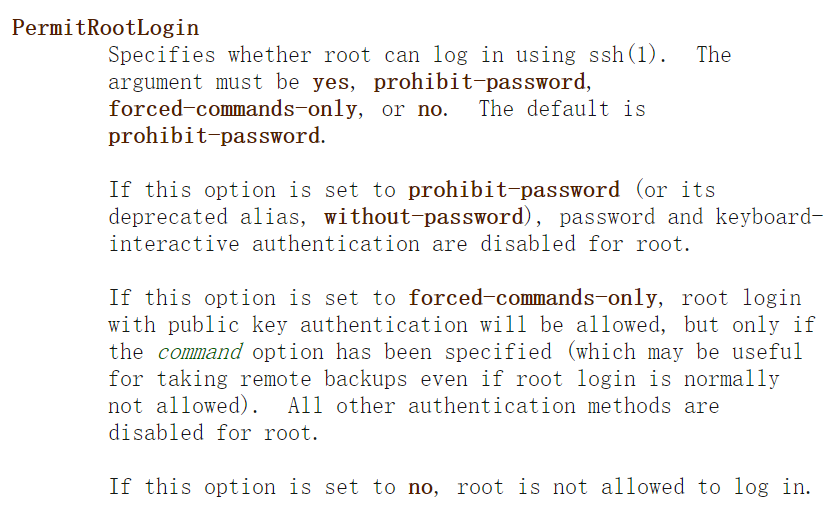 PermitRootLogin
Specifies whether root can log in using ssh(1).  The
argument must be yes, prohibit-password,
forced-commands-only, or no.  The default is
prohibit-password.
If this option is set to prohibit-password (or its
deprecated alias, without-password), password and keyboard-
interactive authentication are disabled for root.
If this option is set to forced-commands-only, root login
with public key authentication will be allowed, but only if
the command option has been specified (which may be useful
for taking remote backups even if root login is normally
not allowed).  All other authentication methods are
disabled for root.
If this option is set to no, root is not allowed to log in.